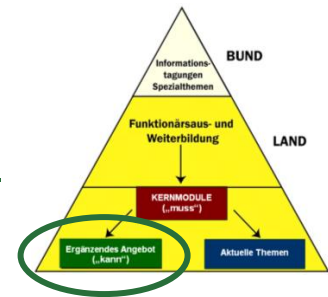 BUND
Informations-
tagungen
Spezialthemen
Funktionärsaus- und
Weiterbildung
LAND
KERNMODULE
(„muss")
Ergänzendes Angebot
(„kann")
Aktuelle Themen